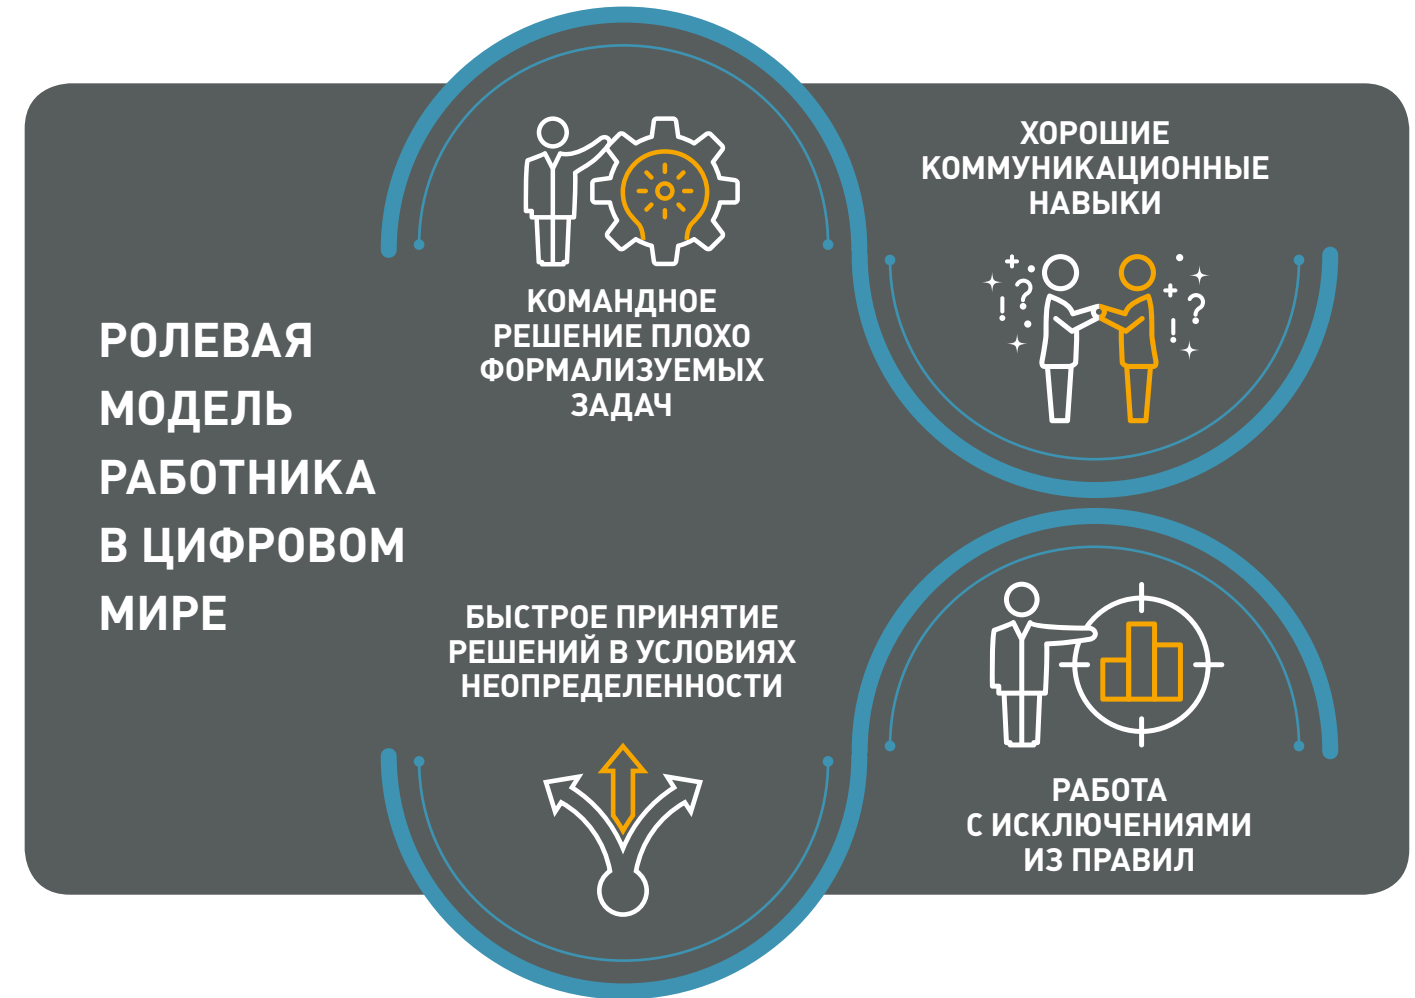 РОЛЕВАЯ
МОДЕЛЬ
РАБОТНИКА
В ЦИФРОВОМ
МИРЕ
КОМАНДНОЕ
РЕШЕНИЕ ПЛОХО
ФОРМАЛИЗУЕМЫХ
ЗАДАЧ
ХОРОШИЕ
КОММУНИКАЦИОННЫЕ
НАВЫКИ
БЫСТРОЕ ПРИНЯТИЕ
РЕШЕНИЙ В УСЛОВИЯХ
НЕОПРЕДЕЛЕННОСТИ
РАБОТА
С ИСКЛЮЧЕНИЯМИ
ИЗ ПРАВИЛ